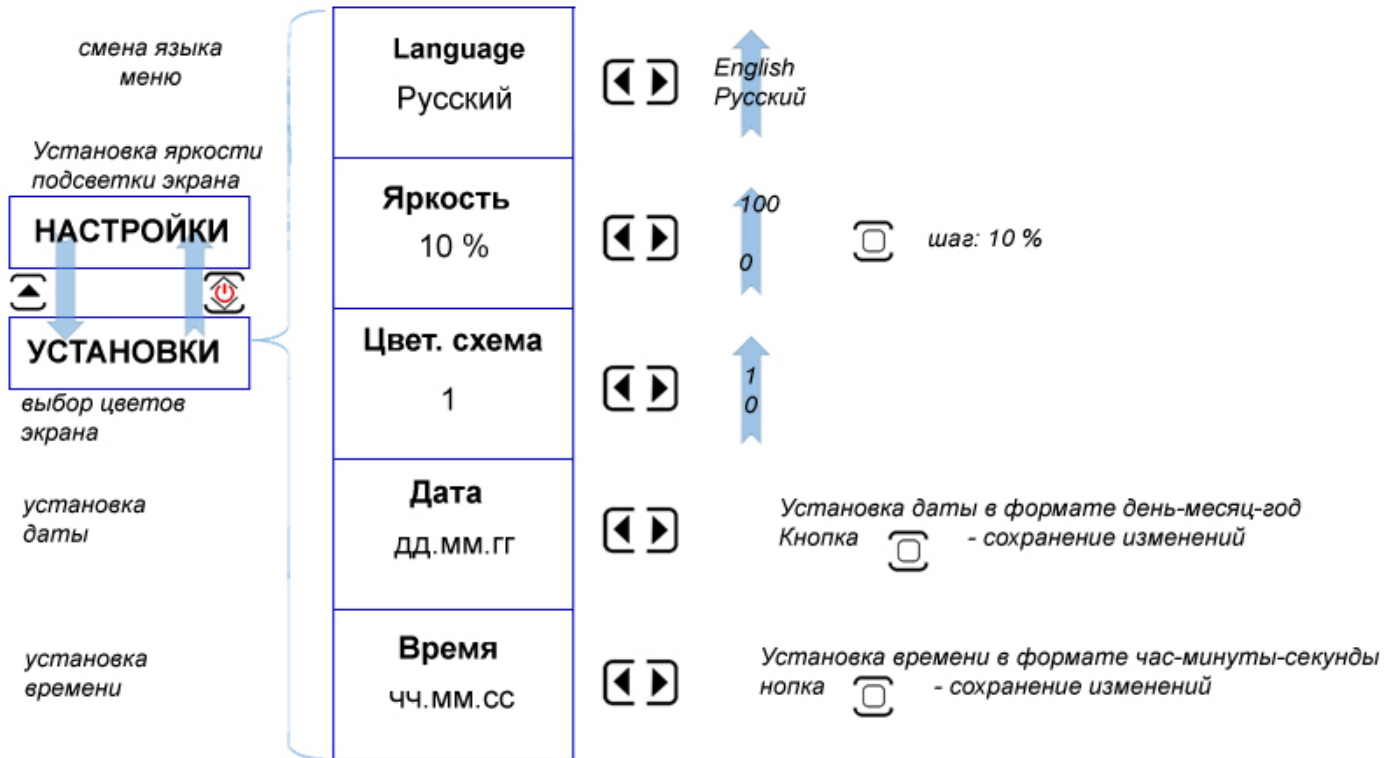 смена языка
меню
Language
Русский
English
Русский
Установка яркости
подсветки экрана
НАСТРОЙКИ
Яркость
10 %
100
0
шаг: 10 %
УСТАНОВКИ
Цвет. схема
1
1
0
выбор цветов
экрана
установка
даты
Дата
дд.мм.гг
Установка даты в формате день-месяц-год
Кнопка - сохранение изменений
установка
времени
Время
чч.мм.сс
Установка времени в формате час-минуты-секунды
нопка - сохранение изменений